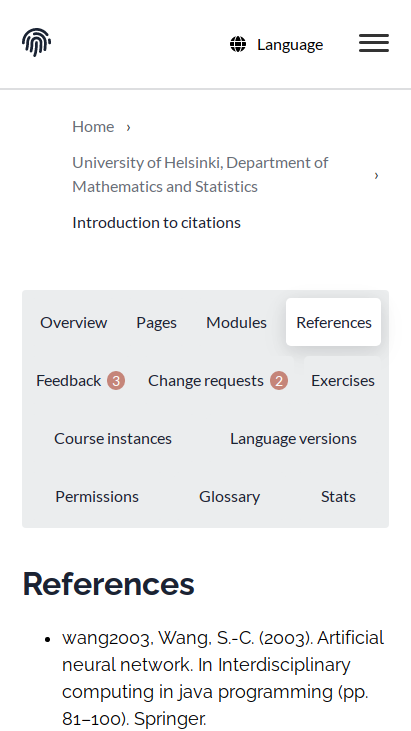 Language
Home ›
University of Helsinki, Department of
Mathematics and Statistics ›
Introduction to citations
Overview Pages Modules References
Feedback 3 Change requests 2 Exercises
Course instances Language versions
Permissions Glossary Stats
References
• wang2003, Wang, S.-C. (2003). Artificial
neural network. In Interdisciplinary
computing in java programming (pp.
81–100). Springer.